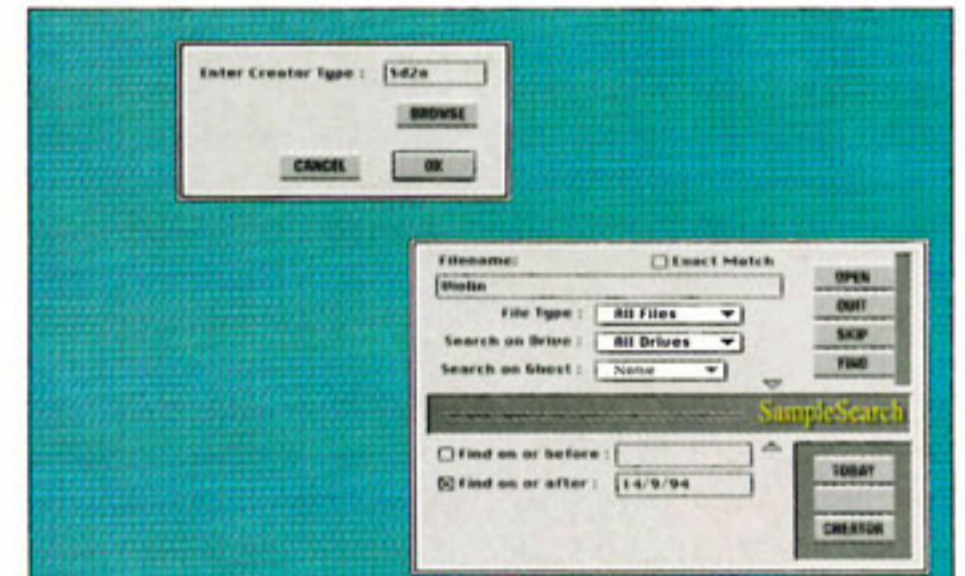 Enter Creator Type : Sd2a
BROWSE
CANCEL OK
Filename: Exact Match
Violin
File Type : All Files
Search on Drive : All Drives
Search on Ghost : None
OPEN
QUIT
SKIP
FIND
SampleSearch
Find on or before :
Find on or after : 14/9/94
TODAY
CREATOR